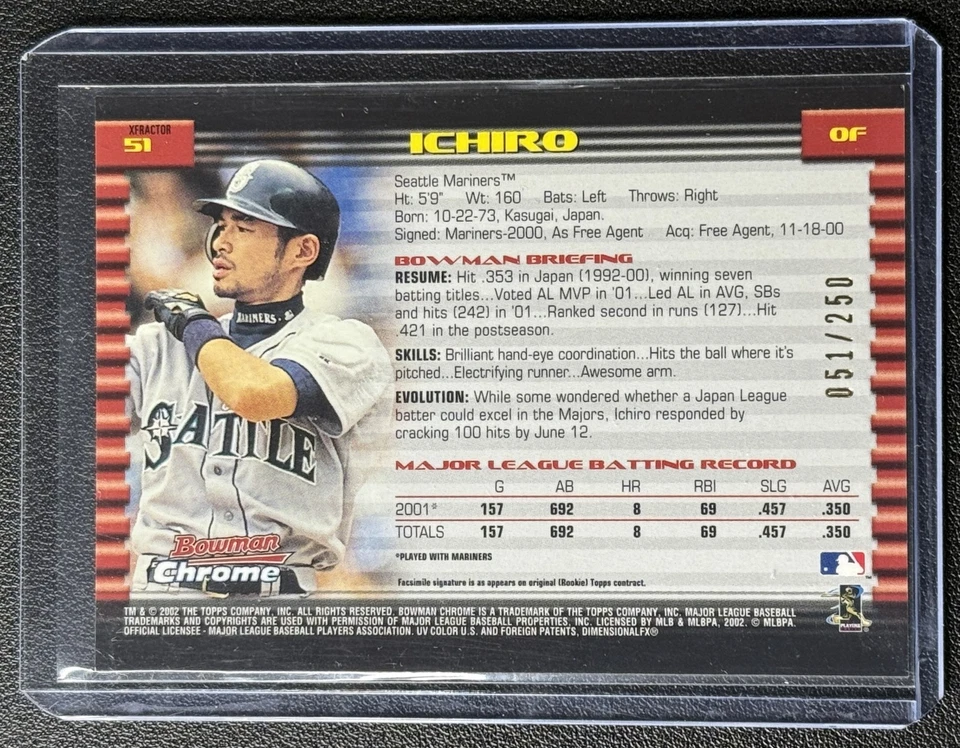 XFRACTOR
51
ICHIRO
OF
Seattle Mariners™
Ht: 5'9" Wt: 160 Bats: Left Throws: Right
Born: 10-22-73, Kasugai, Japan.
Signed: Mariners-2000, As Free Agent Acq: Free Agent, 11-18-00
BOWMAN BRIEFING
RESUME: Hit .353 in Japan (1992-00), winning seven
batting titles...Voted AL MVP in '01...Led AL in AVG, SBs
and hits (242) in '01...Ranked second in runs (127)...Hit
.421 in the postseason.
SKILLS: Brilliant hand-eye coordination...Hits the ball where it's
pitched...Electrifying runner...Awesome arm.
EVOLUTION: While some wondered whether a Japan League
batter could excel in the Majors, Ichiro responded by
cracking 100 hits by June 12.
051/250
MARINERS
SEATTLE
MAJOR LEAGUE BATTING RECORD
G AB HR RBI SLG AVG
2001* 157 692 8 69 .457 .350
TOTALS 157 692 8 69 .457 .350
*PLAYED WITH MARINERS
Bowman
Chrome
Facsimile signature is as appears on original (Rookie) Topps contract.
TM & © 2002 THE TOPPS COMPANY, INC. ALL RIGHTS RESERVED. BOWMAN CHROME IS A TRADEMARK OF THE TOPPS COMPANY, INC. MAJOR LEAGUE BASEBALL
TRADEMARKS AND COPYRIGHTS ARE USED WITH PERMISSION OF MAJOR LEAGUE BASEBALL PROPERTIES, INC. LICENSED BY MLB & MLBPA, 2002. © MLBPA.
OFFICIAL LICENSEE - MAJOR LEAGUE BASEBALL PLAYERS ASSOCIATION. UV COLOR U.S. AND FOREIGN PATENTS, DIMENSIONALFX®
PLAYERS